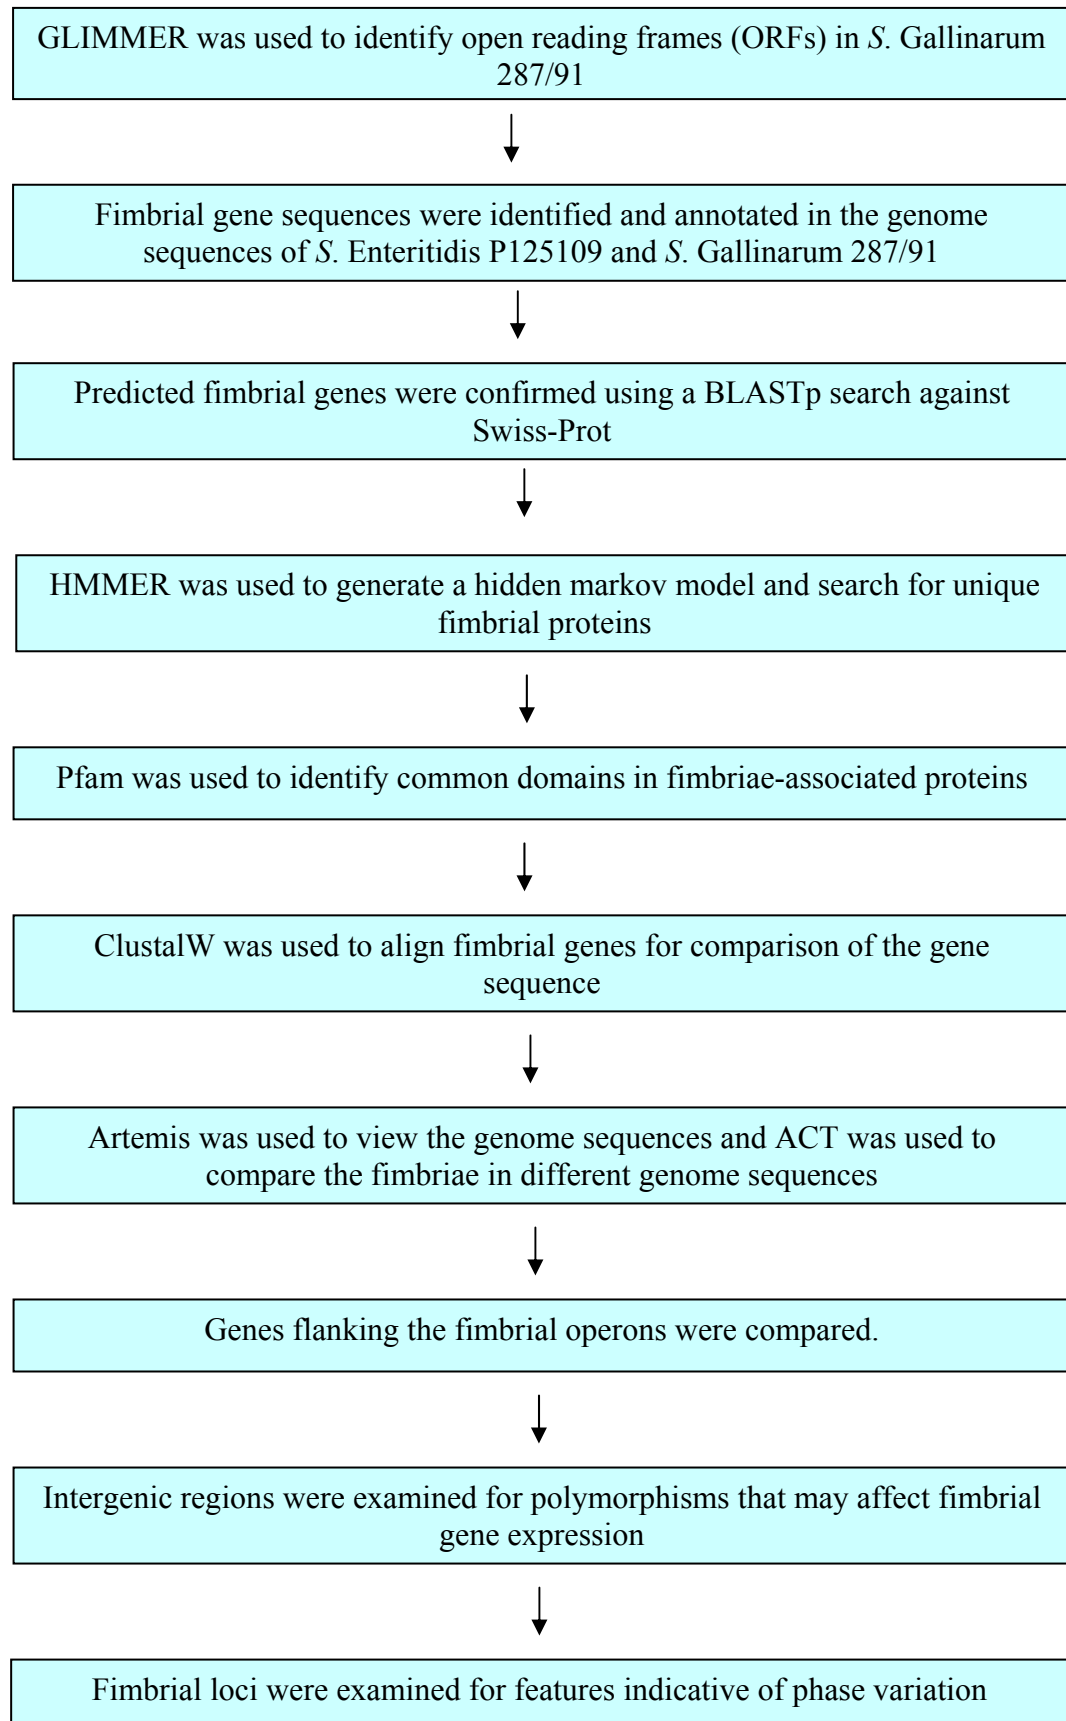 GLIMMER was used to identify open reading frames (ORFs) in S. Gallinarum
287/91
Fimbrial gene sequences were identified and annotated in the genome
sequences of S. Enteritidis P125109 and S. Gallinarum 287/91
Predicted fimbrial genes were confirmed using a BLASTp search against
Swiss-Prot
HMMER was used to generate a hidden markov model and search for unique
fimbrial proteins
Pfam was used to identify common domains in fimbriae-associated proteins
ClustalW was used to align fimbrial genes for comparison of the gene
sequence
Artemis was used to view the genome sequences and ACT was used to
compare the fimbriae in different genome sequences
Genes flanking the fimbrial operons were compared.
Intergenic regions were examined for polymorphisms that may affect fimbrial
gene expression
Fimbrial loci were examined for features indicative of phase variation